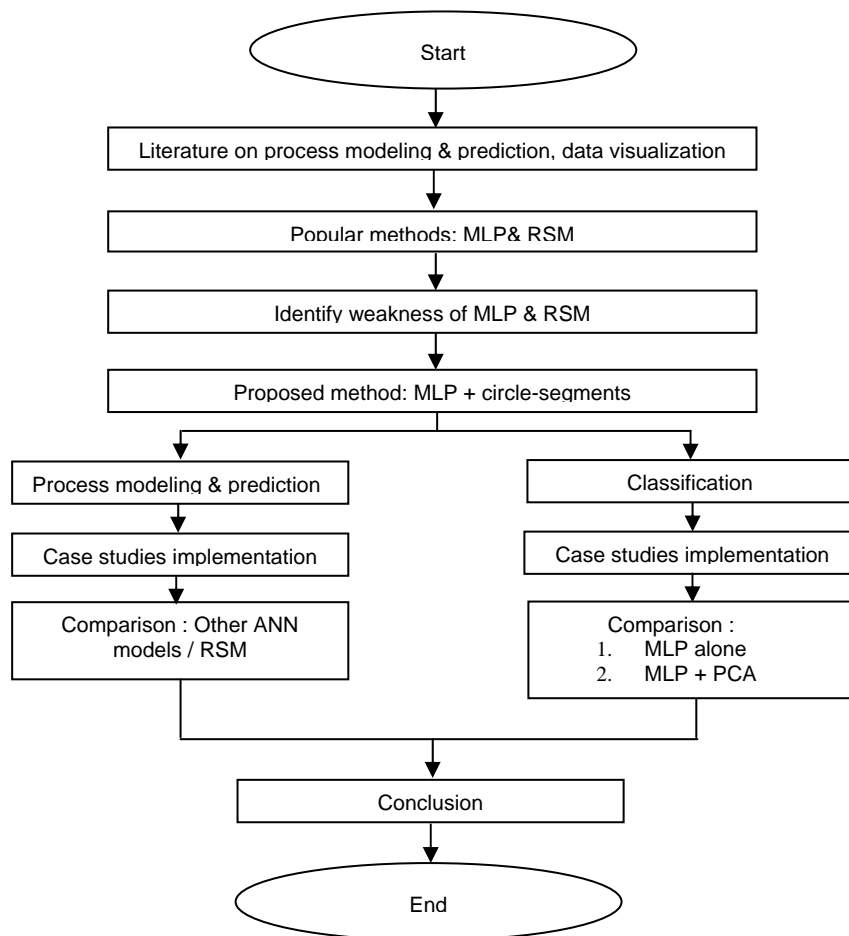 Start
Literature on process modeling & prediction, data visualization
Popular methods: MLP& RSM
Identify weakness of MLP & RSM
Proposed method: MLP + circle-segments
Process modeling & prediction
Case studies implementation
Comparison : Other ANN
models / RSM
Classification
Case studies implementation
Comparison :
1. MLP alone
2. MLP + PCA
Conclusion
End